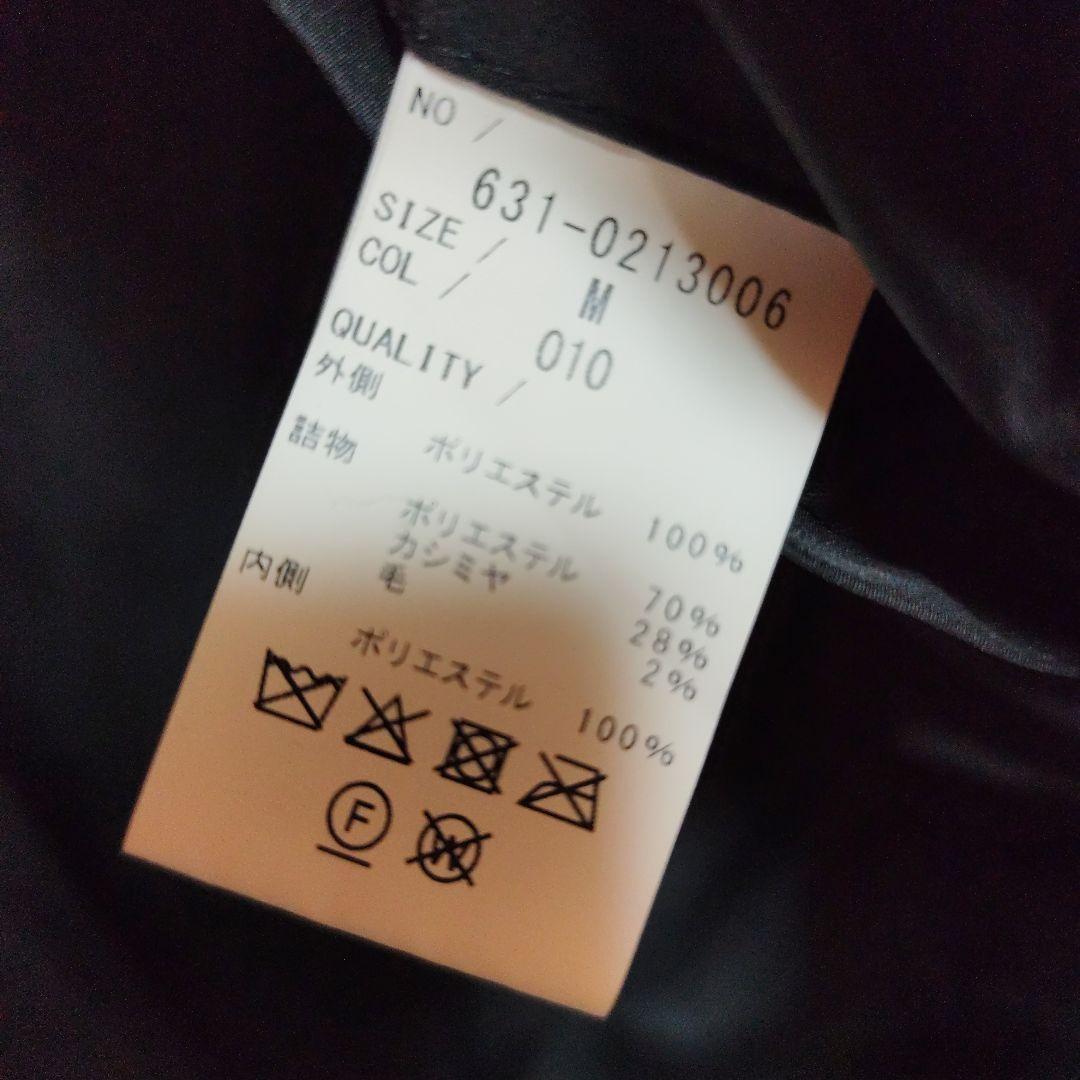 NO /
631-0213006
SIZE / M
COL / 010
QUALITY /
外側
ポリエステル 100%
詰物
ポリエステル 70%
カシミヤ 28%
毛 2%
内側
ポリエステル 100%
F
W